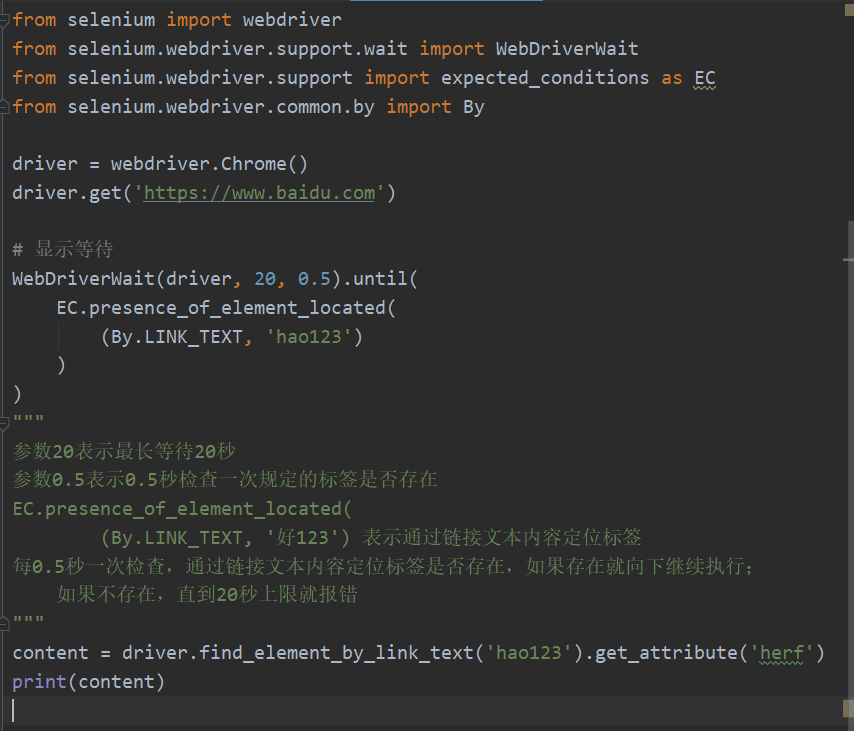 from selenium import webdriver
from selenium.webdriver.support.wait import WebDriverWait
from selenium.webdriver.support import expected_conditions as EC
from selenium.webdriver.common.by import By
driver = webdriver.Chrome()
driver.get('https://www.baidu.com')
# 显示等待
WebDriverWait(driver, 20, 0.5).until(
    EC.presence_of_element_located(
        (By.LINK_TEXT, 'hao123')
    )
)
"""
参数20表示最长等待20秒
参数0.5表示0.5秒检查一次规定的标签是否存在
EC.presence_of_element_located(
        (By.LINK_TEXT, '好123') 表示通过链接文本内容定位标签
每0.5秒一次检查，通过链接文本内容定位标签是否存在，如果存在就向下继续执行；
    如果不存在，直到20秒上限就报错
"""
content = driver.find_element_by_link_text('hao123').get_attribute('herf')
print(content)